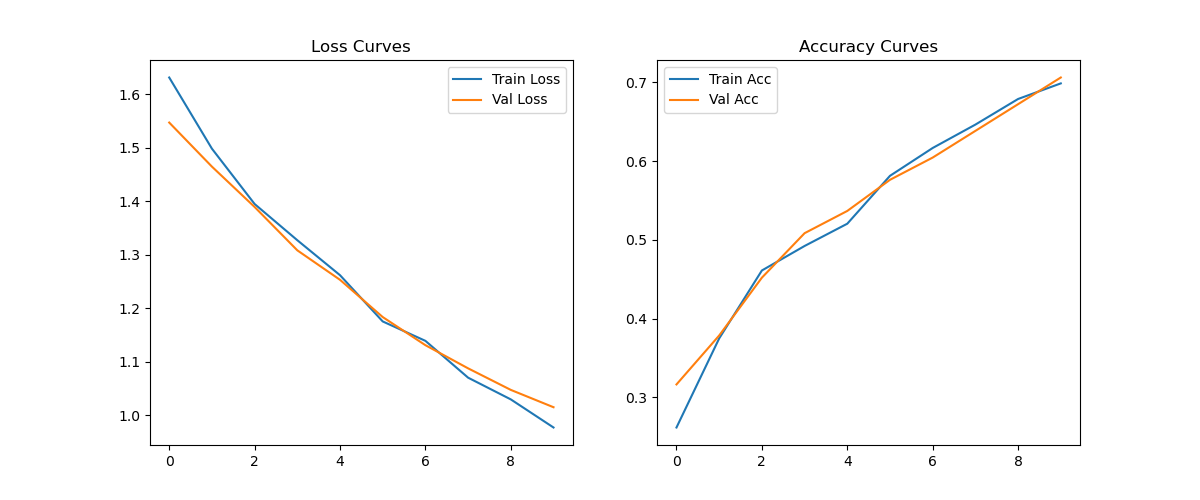 Loss Curves
Train Loss
Val Loss
1.6
1.5
1.4
1.3
1.2
1.1
1.0
0 2 4 6 8
Accuracy Curves
Train Acc
Val Acc
0.7
0.6
0.5
0.4
0.3
0 2 4 6 8